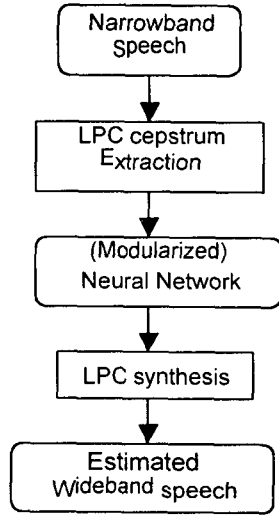 Narrowband
Speech
LPC cepstrum
Extraction
(Modularized)
Neural Network
LPC synthesis
Estimated
Wideband speech